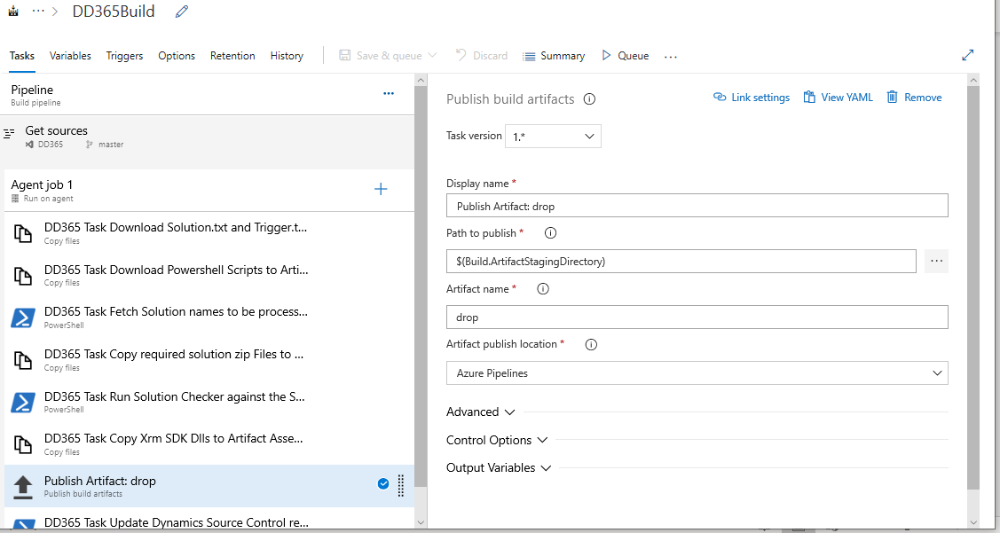 ··· > DD365Build
Tasks Variables Triggers Options Retention History Save & queue Discard Summary Queue ...
Pipeline ...
Build pipeline
Get sources
DD365 master
Agent job 1
Run on agent
DD365 Task Download Solution.txt and Trigger.t...
Copy files
DD365 Task Download Powershell Scripts to Arti...
Copy files
DD365 Task Fetch Solution names to be process...
PowerShell
DD365 Task Copy required solution zip Files to ...
Copy files
DD365 Task Run Solution Checker against the S...
PowerShell
DD365 Task Copy Xrm SDK Dlls to Artifact Asse...
Copy files
Publish Artifact: drop
Publish build artifacts
DD365 Task Update Dynamics Source Control re...
Publish build artifacts
Link settings View YAML Remove
Task version 1.*
Display name *
Publish Artifact: drop
Path to publish *
$(Build.ArtifactStagingDirectory) ...
Artifact name *
drop
Artifact publish location *
Azure Pipelines
Advanced
Control Options
Output Variables